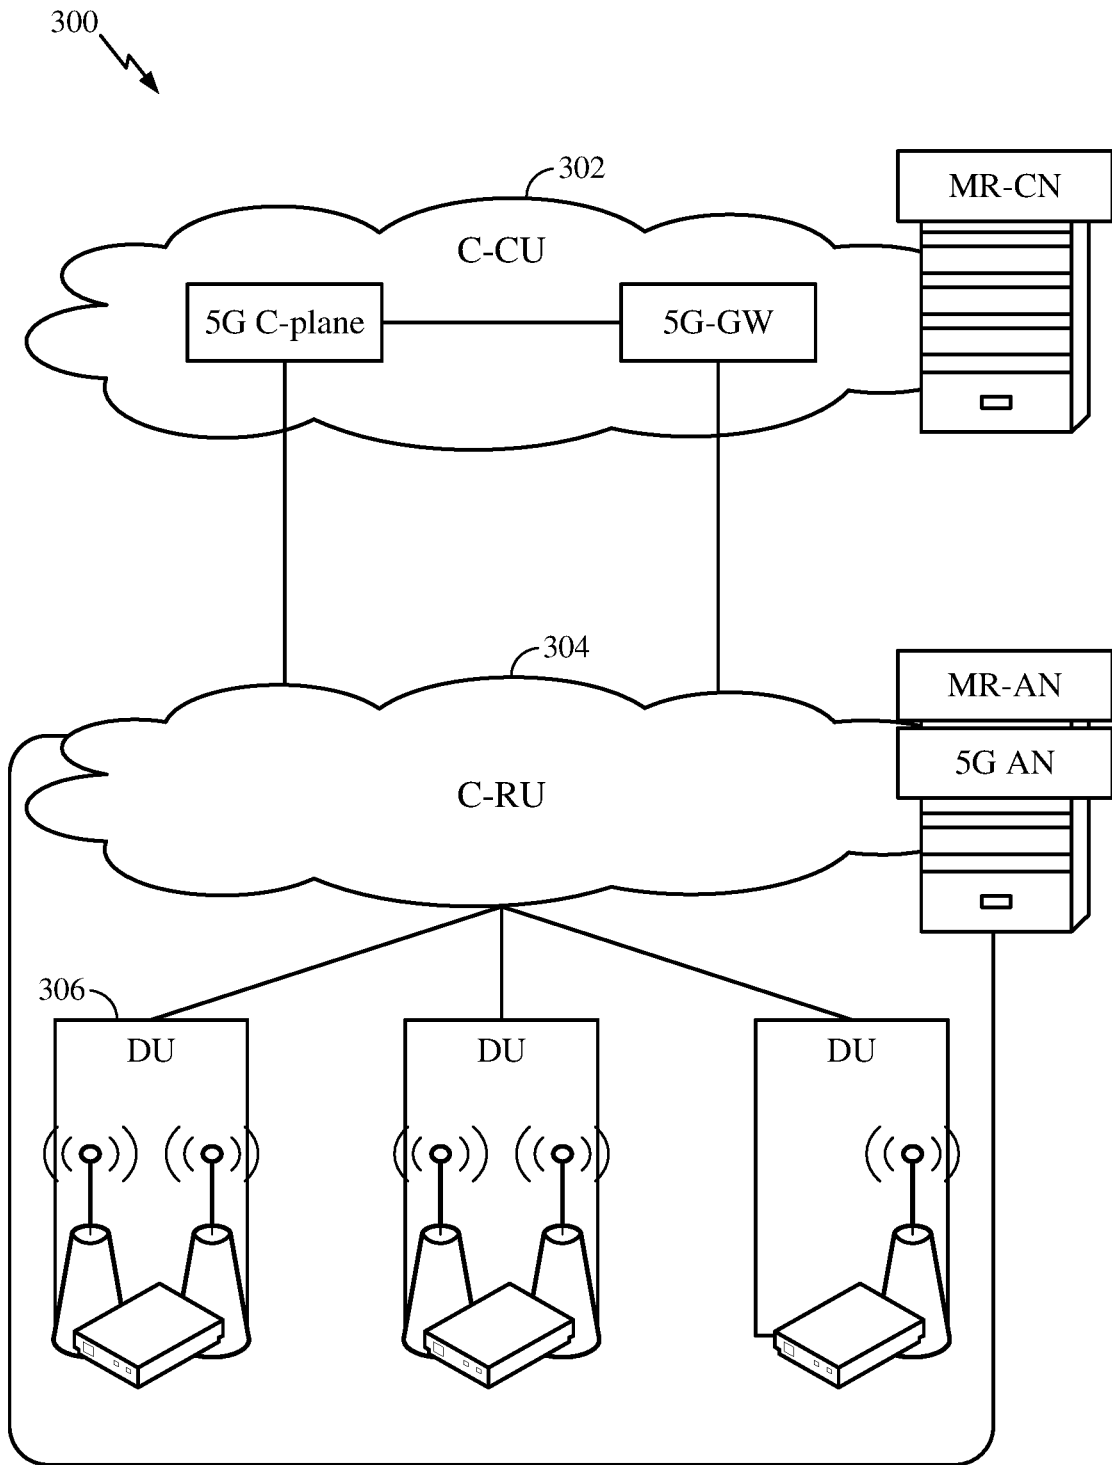 300
302
MR-CN
C-CU
5G C-plane
5G-GW
304
MR-AN
5G AN
C-RU
306
DU
DU
DU